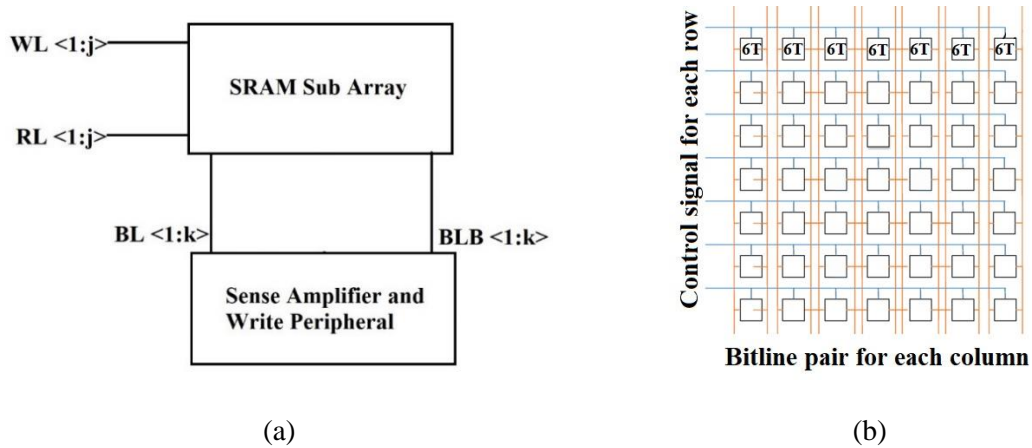 WL <1:j>
SRAM Sub Array
RL <1:j>
BL <1:k>
BLB <1:k>
Sense Amplifier and
Write Peripheral
(a)
Control signal for each row
6T 6T 6T 6T 6T 6T 6T
Bitline pair for each column
(b)